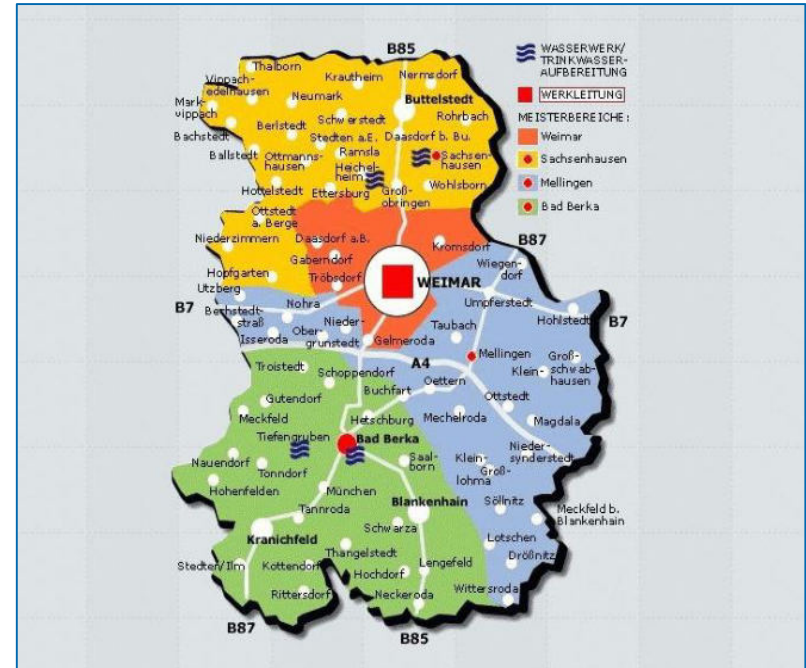 B85
WASSERWERK/
TRINKWASSER-
AUFBEREITUNG
WERKLEITUNG
MEISTERBEREICHE:
Weimar
Sachsenhausen
Mellingen
Bad Berka
Thalborn
Vippach-
edelhausen
Krautheim
Nermsdorf
Mark-
vippach
Neumark
Buttelstedt
Schwerstedt
Rohrbach
Bachstedt
Berlstedt
Stedten a.E.
Daasdorf b. Bu.
Ballstedt
Ottmanns-
hausen
Ramsla
Heichel-
heim
Sachsen-
hausen
Hottelstedt
Ettersburg
Groß-
obringen
Wohlsborn
Ottstedt
a. Berge
Niederzimmern
Daasdorf a.B.
Kromsdorf
B87
Gaberndorf
Wiegen-
dorf
Hopfgarten
Tröbsdorf
WEIMAR
Utzberg
B7
Bechstedt-
straß
Nohra
Umpferstedt
Hohlstedt
B7
Isseroda
Ober-
Nieder-
grunstedt
Gelmeroda
Taubach
Mellingen
A4
Groß-
Klein-
schwab-
hausen
Troistedt
Schoppendorf
Buchfart
Oettern
Gutendorf
Ottstedt
Meckfeld
Hetschburg
Mechelroda
Magdala
Tiefengruben
Bad Berka
Nieder-
synderstedt
Nauendorf
Tonndorf
Saal-
born
Klein-
Groß-
lohma
Hohenfelden
München
Blankenhain
Söllnitz
Meckfeld b.
Blankenhain
Tannroda
Schwarza
Kranichfeld
Lotschen
Thangelstedt
Drößnitz
Stedten/Ilm
Kottendorf
Hochdorf
Lengefeld
Rittersdorf
Neckeroda
Wittersroda
B87
B85